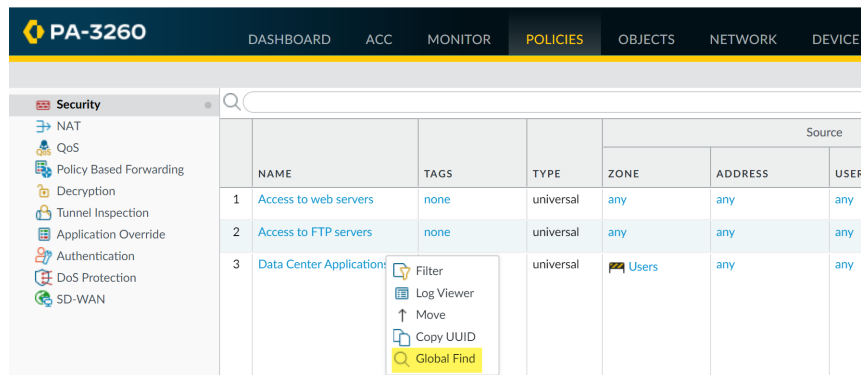 PA-3260
DASHBOARD ACC MONITOR POLICIES OBJECTS NETWORK DEVICE
Security
NAT
QoS
Policy Based Forwarding
Decryption
Tunnel Inspection
Application Override
Authentication
DoS Protection
SD-WAN
Source
NAME TAGS TYPE ZONE ADDRESS USER
1 Access to web servers none universal any any any
2 Access to FTP servers none universal any any any
3 Data Center Applications universal Users any any
Filter
Log Viewer
Move
Copy UUID
Global Find